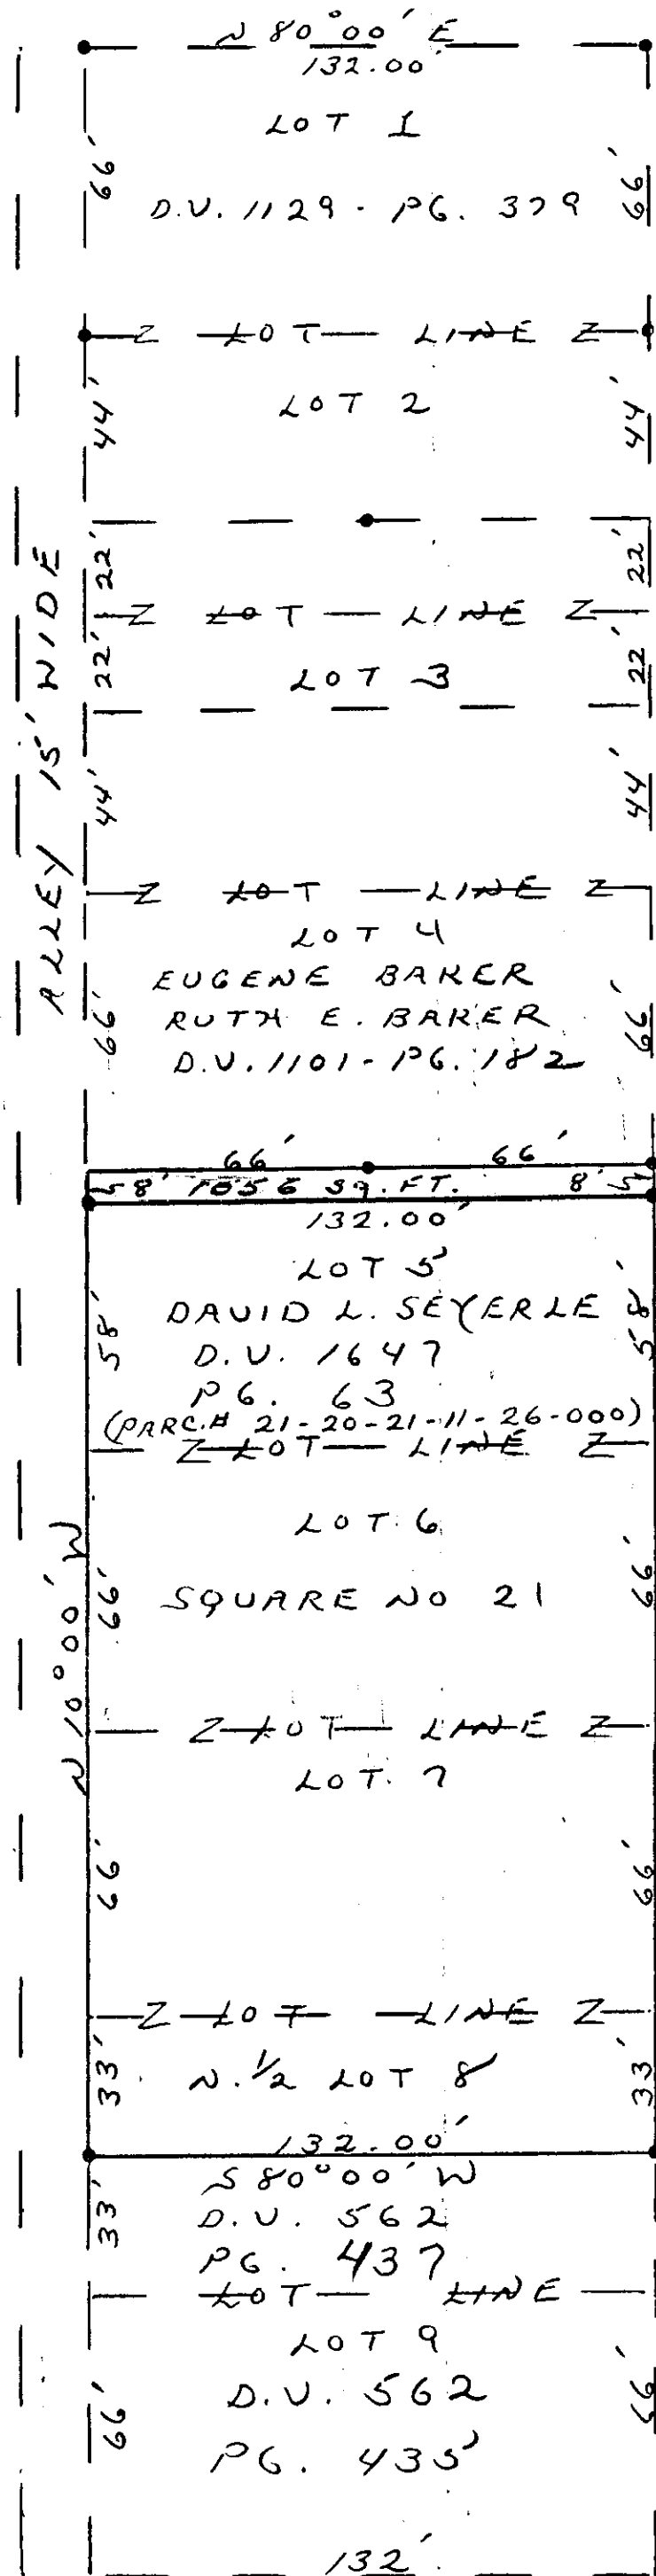 N 80°00' E
132.00'
LOT 1
66'
66'
D.V. 1129 - PG. 379
Z LOT LINE Z
LOT 2
44'
44'
22'
22'
Z LOT LINE Z
22'
LOT 3
22'
ALLEY 15' WIDE
44'
44'
Z LOT LINE Z
LOT 4
EUGENE BAKER
66'
RUTH E. BAKER
66'
D.V. 1101 - PG. 182
66' 66'
58' 1056 SQ. FT. 8'
132.00'
LOT 5
DAVID L. SEYERLE
58'
58'
D.V. 1647
PG. 63
(PARC.# 21-20-21-11-26-000)
Z LOT LINE Z
LOT 6
N 10°00' W
66'
SQUARE NO 21
66'
Z LOT LINE Z
LOT 7
66'
66'
Z LOT LINE Z
33'
N. 1/2 LOT 8
33'
132.00'
S 80°00' W
33'
D.V. 562
PG. 437
LOT LINE
LOT 9
66'
D.V. 562
66'
PG. 435
132'